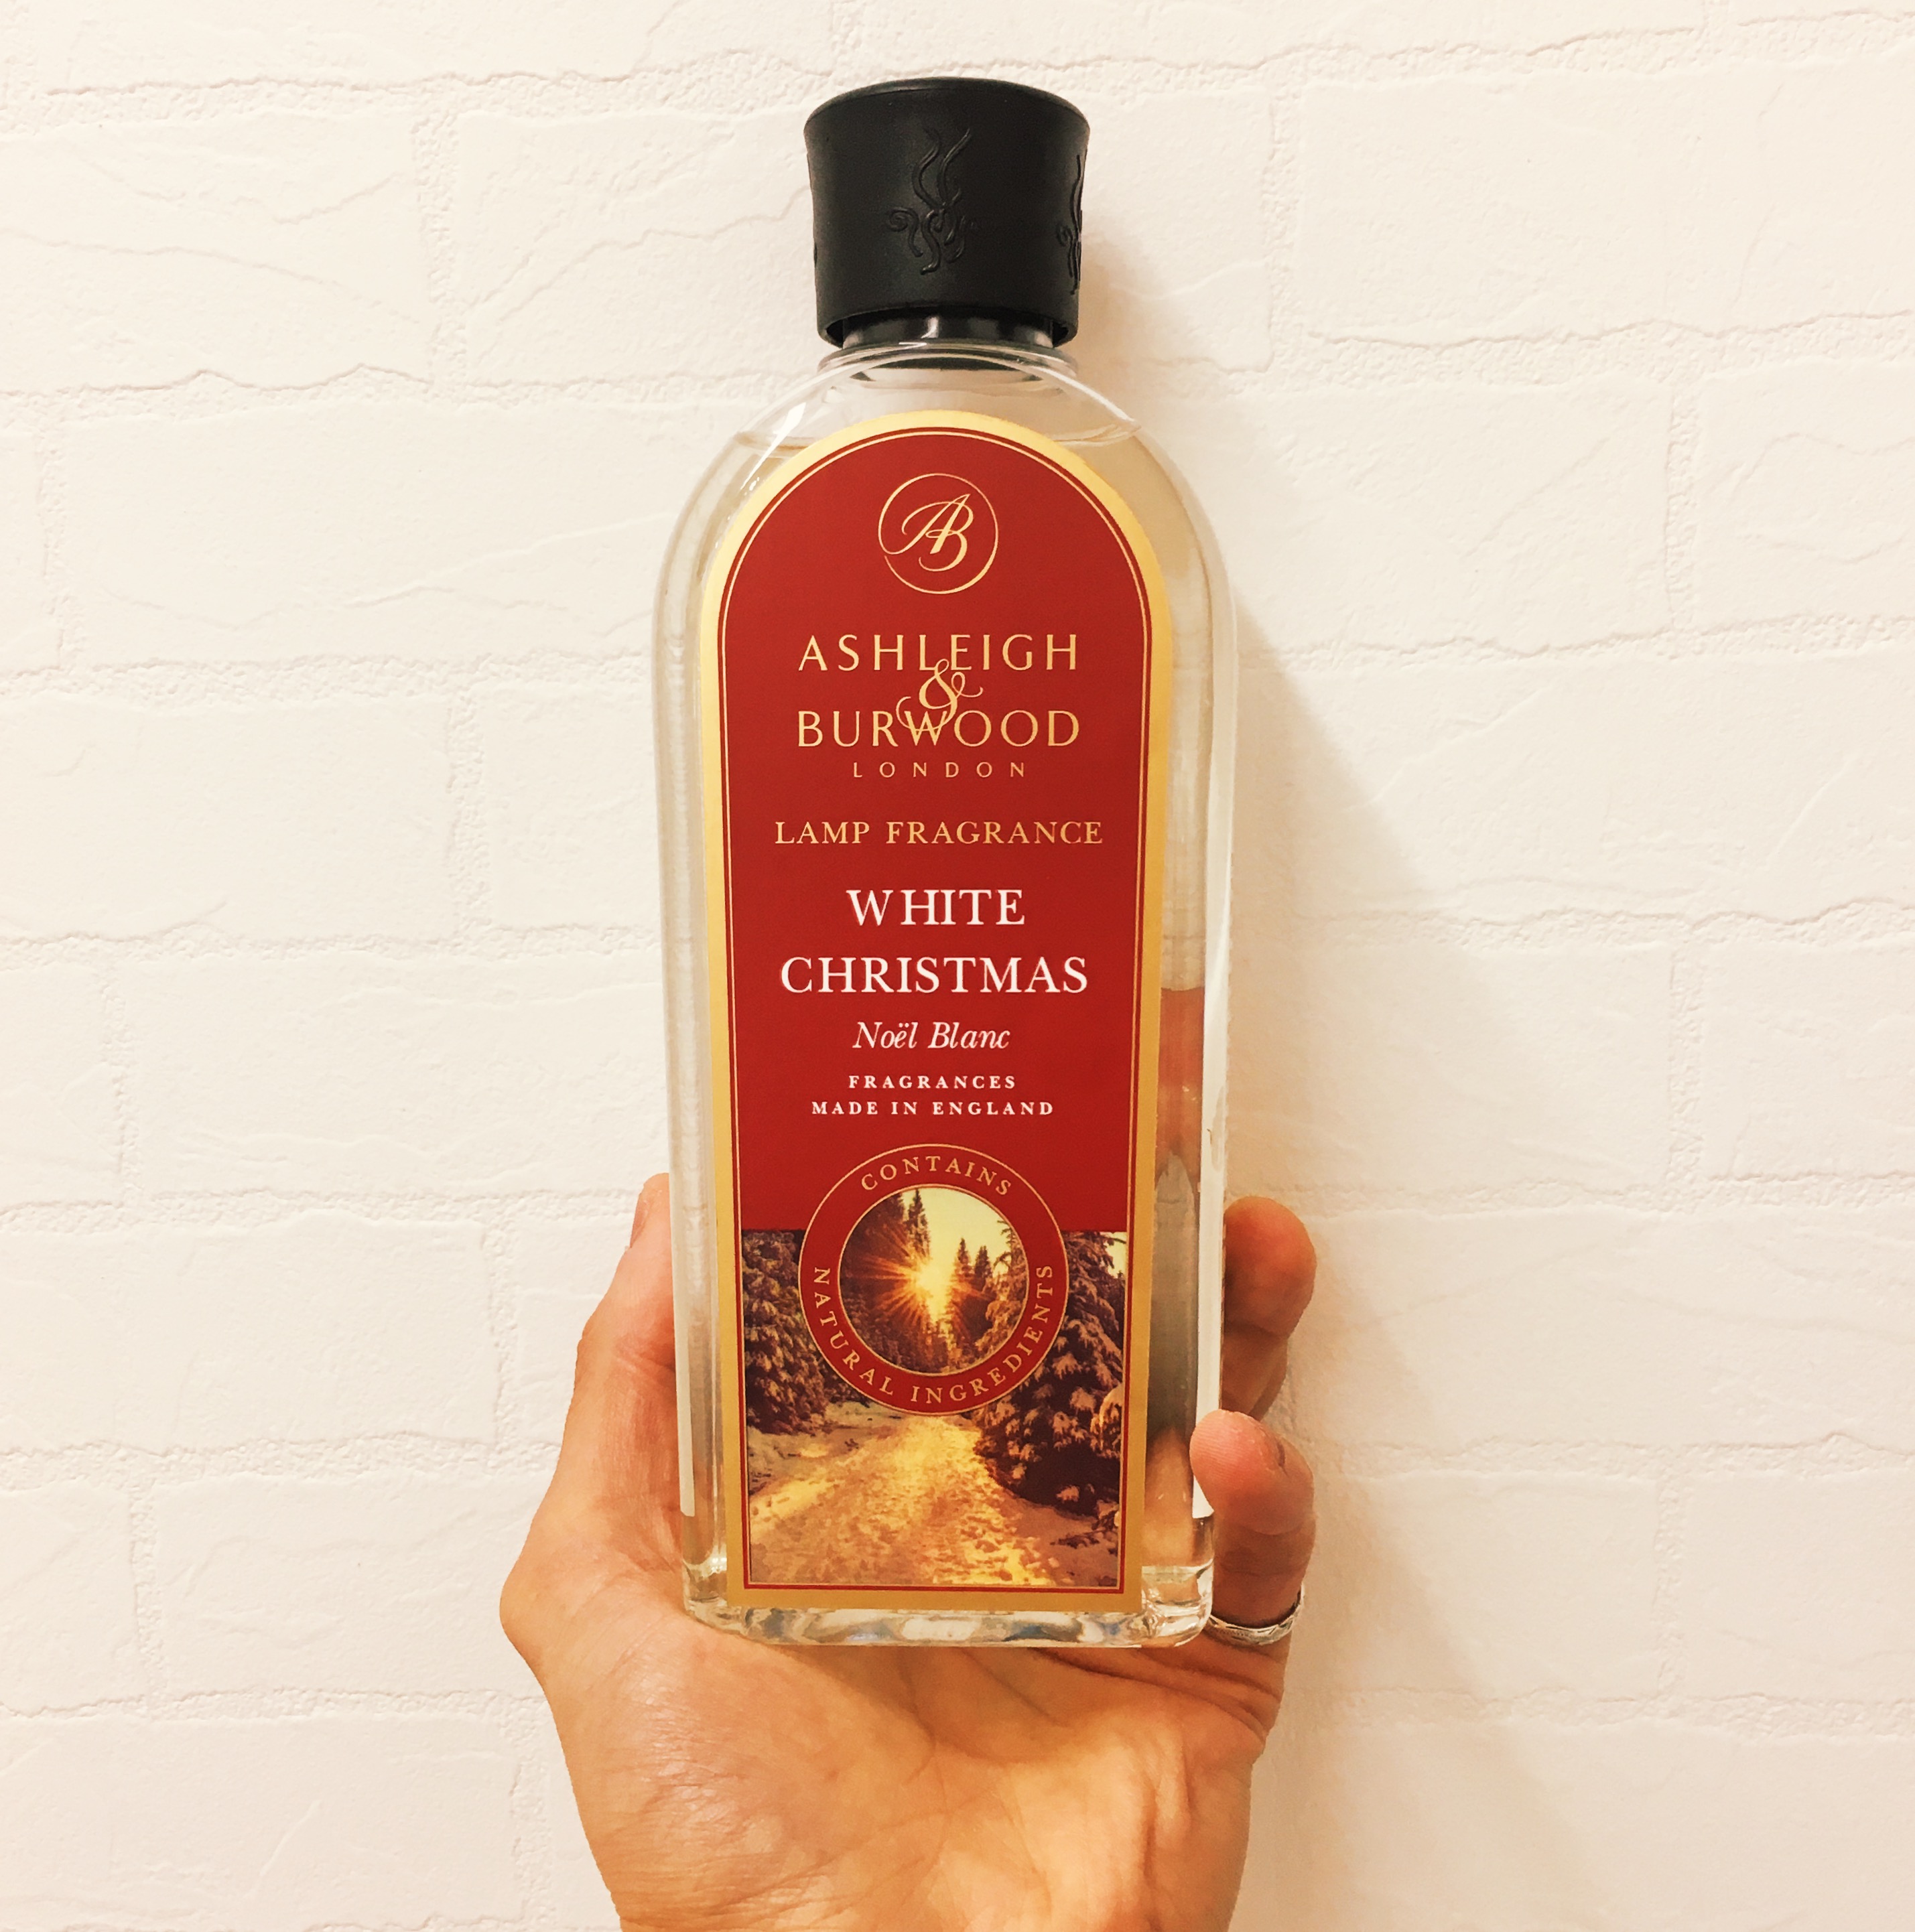 AB
ASHLEIGH
&
BURWOOD
LONDON
LAMP FRAGRANCE
WHITE
CHRISTMAS
Noël Blanc
FRAGRANCES
MADE IN ENGLAND
CONTAINS
NATURAL INGREDIENTS